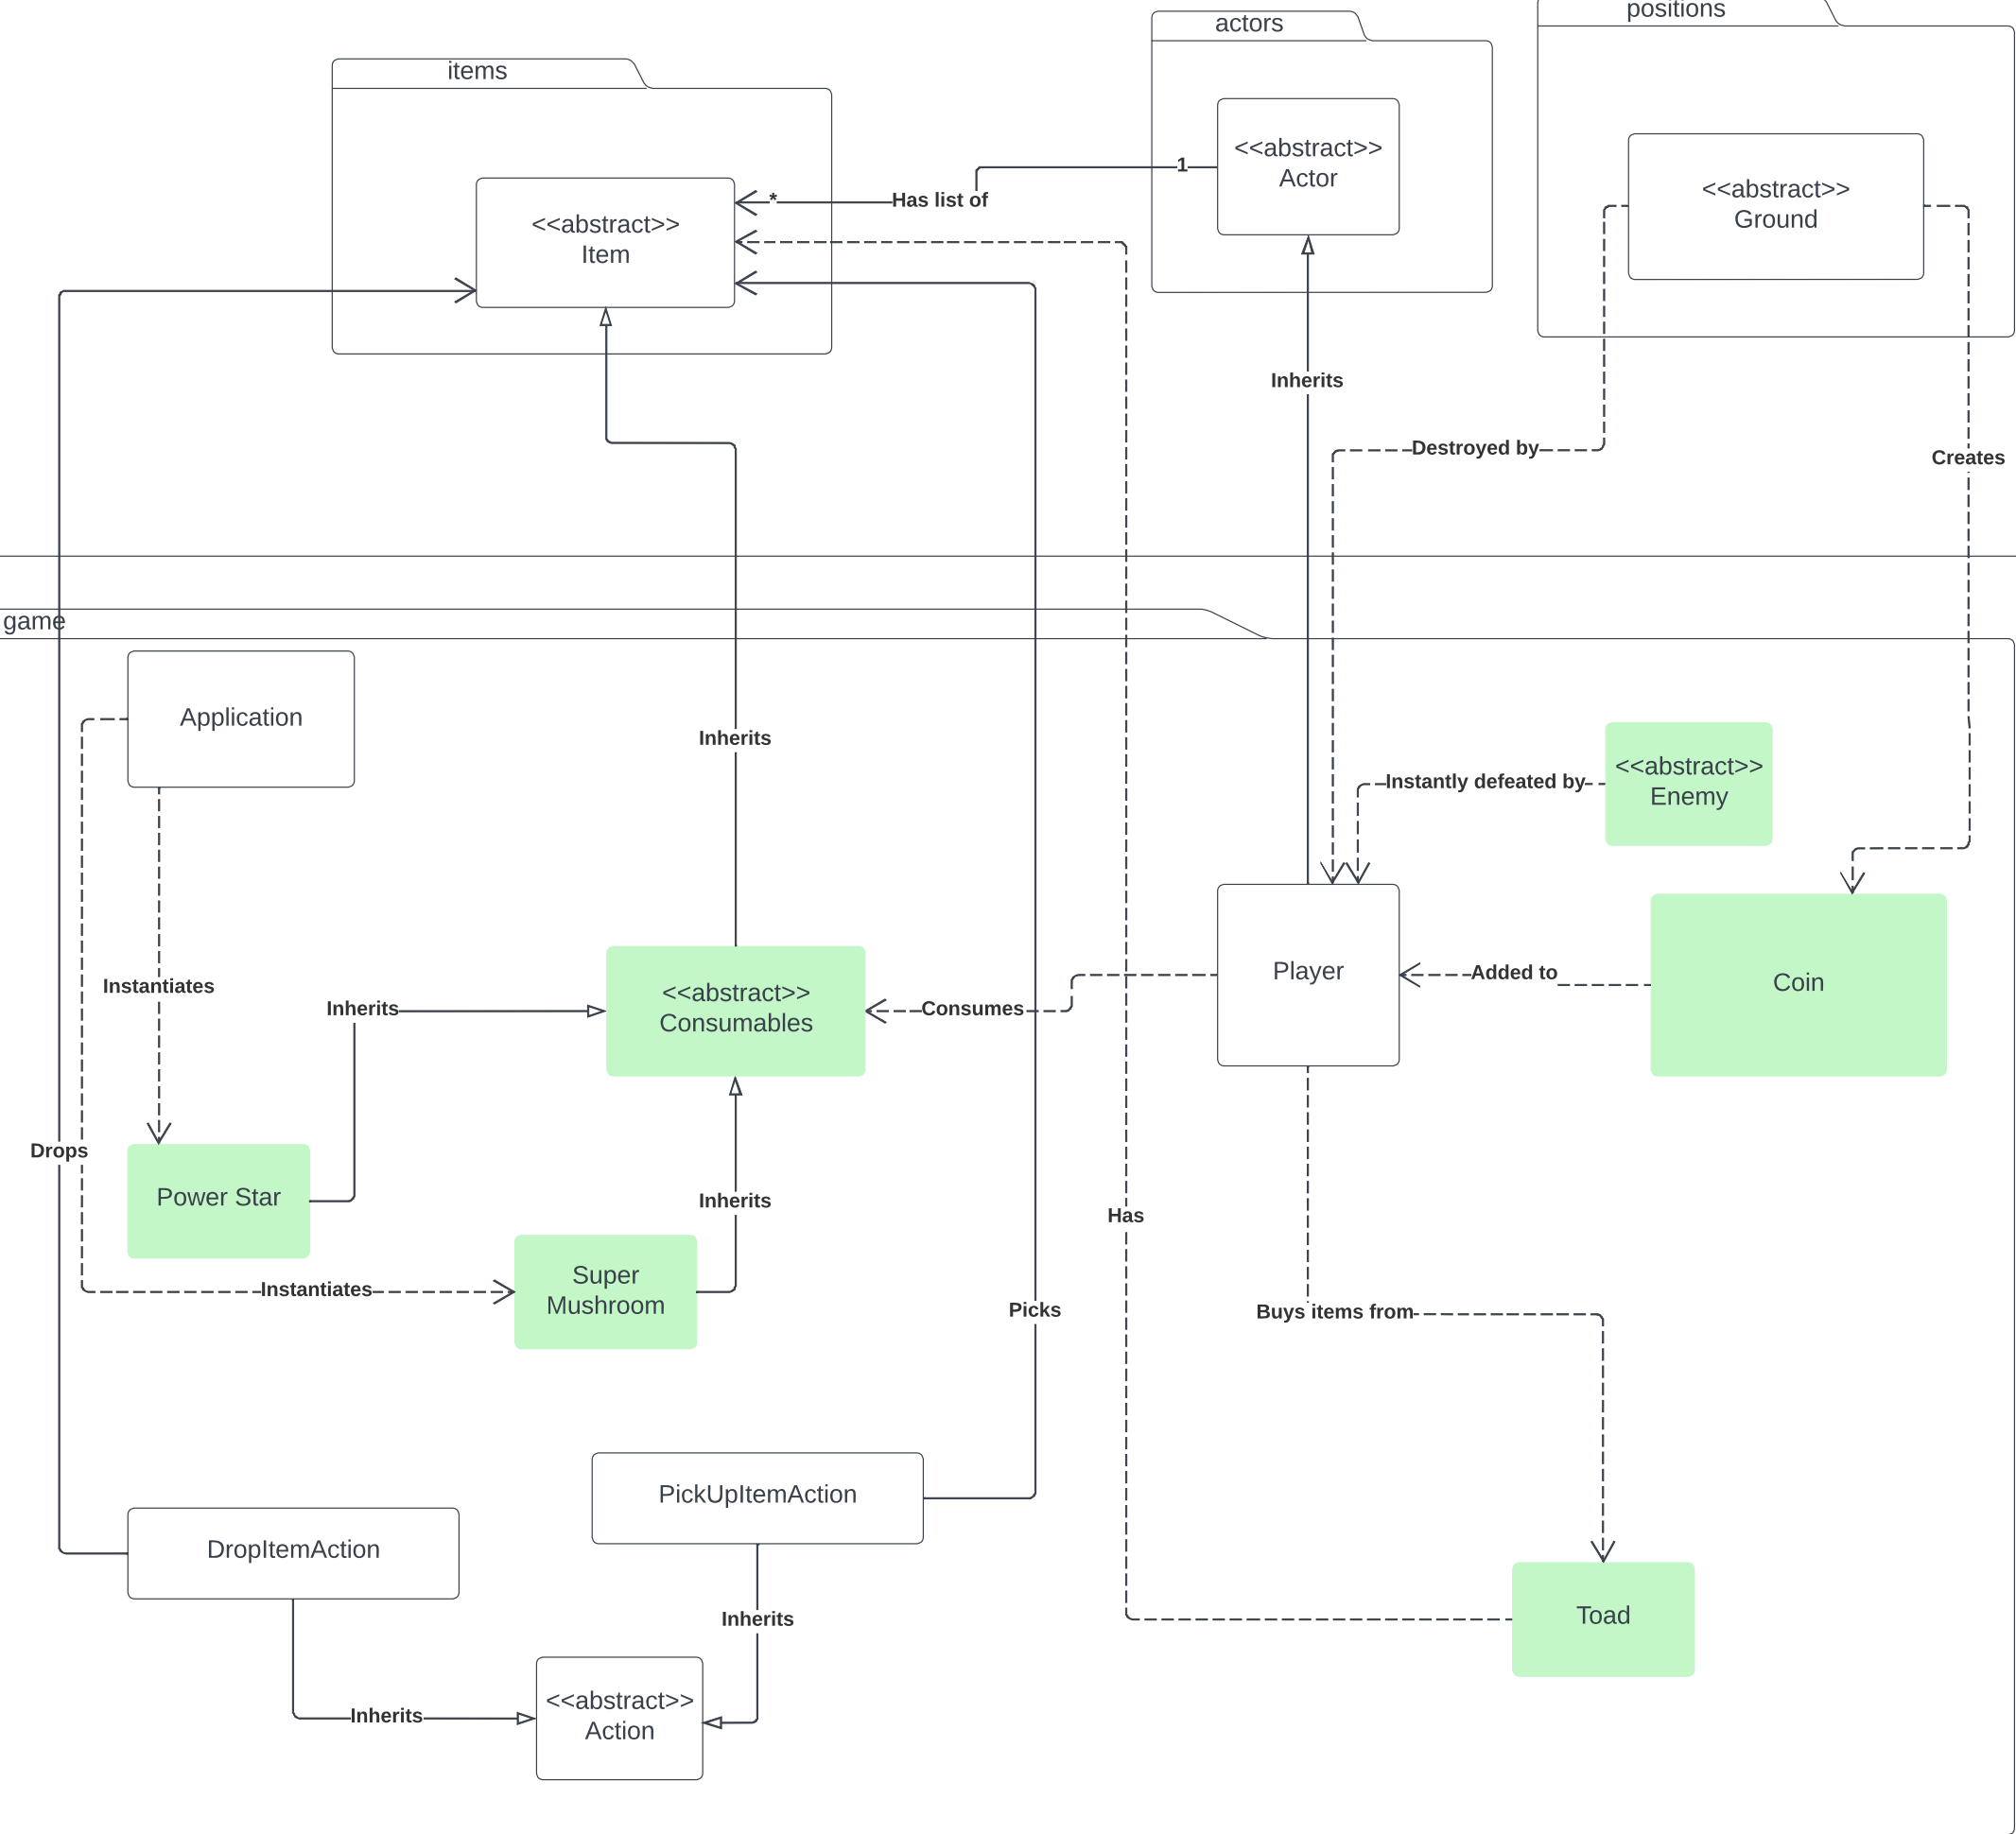 positions
actors
items
<<abstract>>
Actor
1
<<abstract>>
Ground
*
Has list of
<<abstract>>
Item
Inherits
Destroyed by
Creates
game
Application
Inherits
<<abstract>>
Enemy
Instantly defeated by
Instantiates
Inherits
<<abstract>>
Consumables
Consumes
Player
Added to
Coin
Drops
Power Star
Inherits
Has
Super
Mushroom
Instantiates
Picks
Buys items from
PickUpItemAction
DropItemAction
Inherits
Toad
Inherits
<<abstract>>
Action